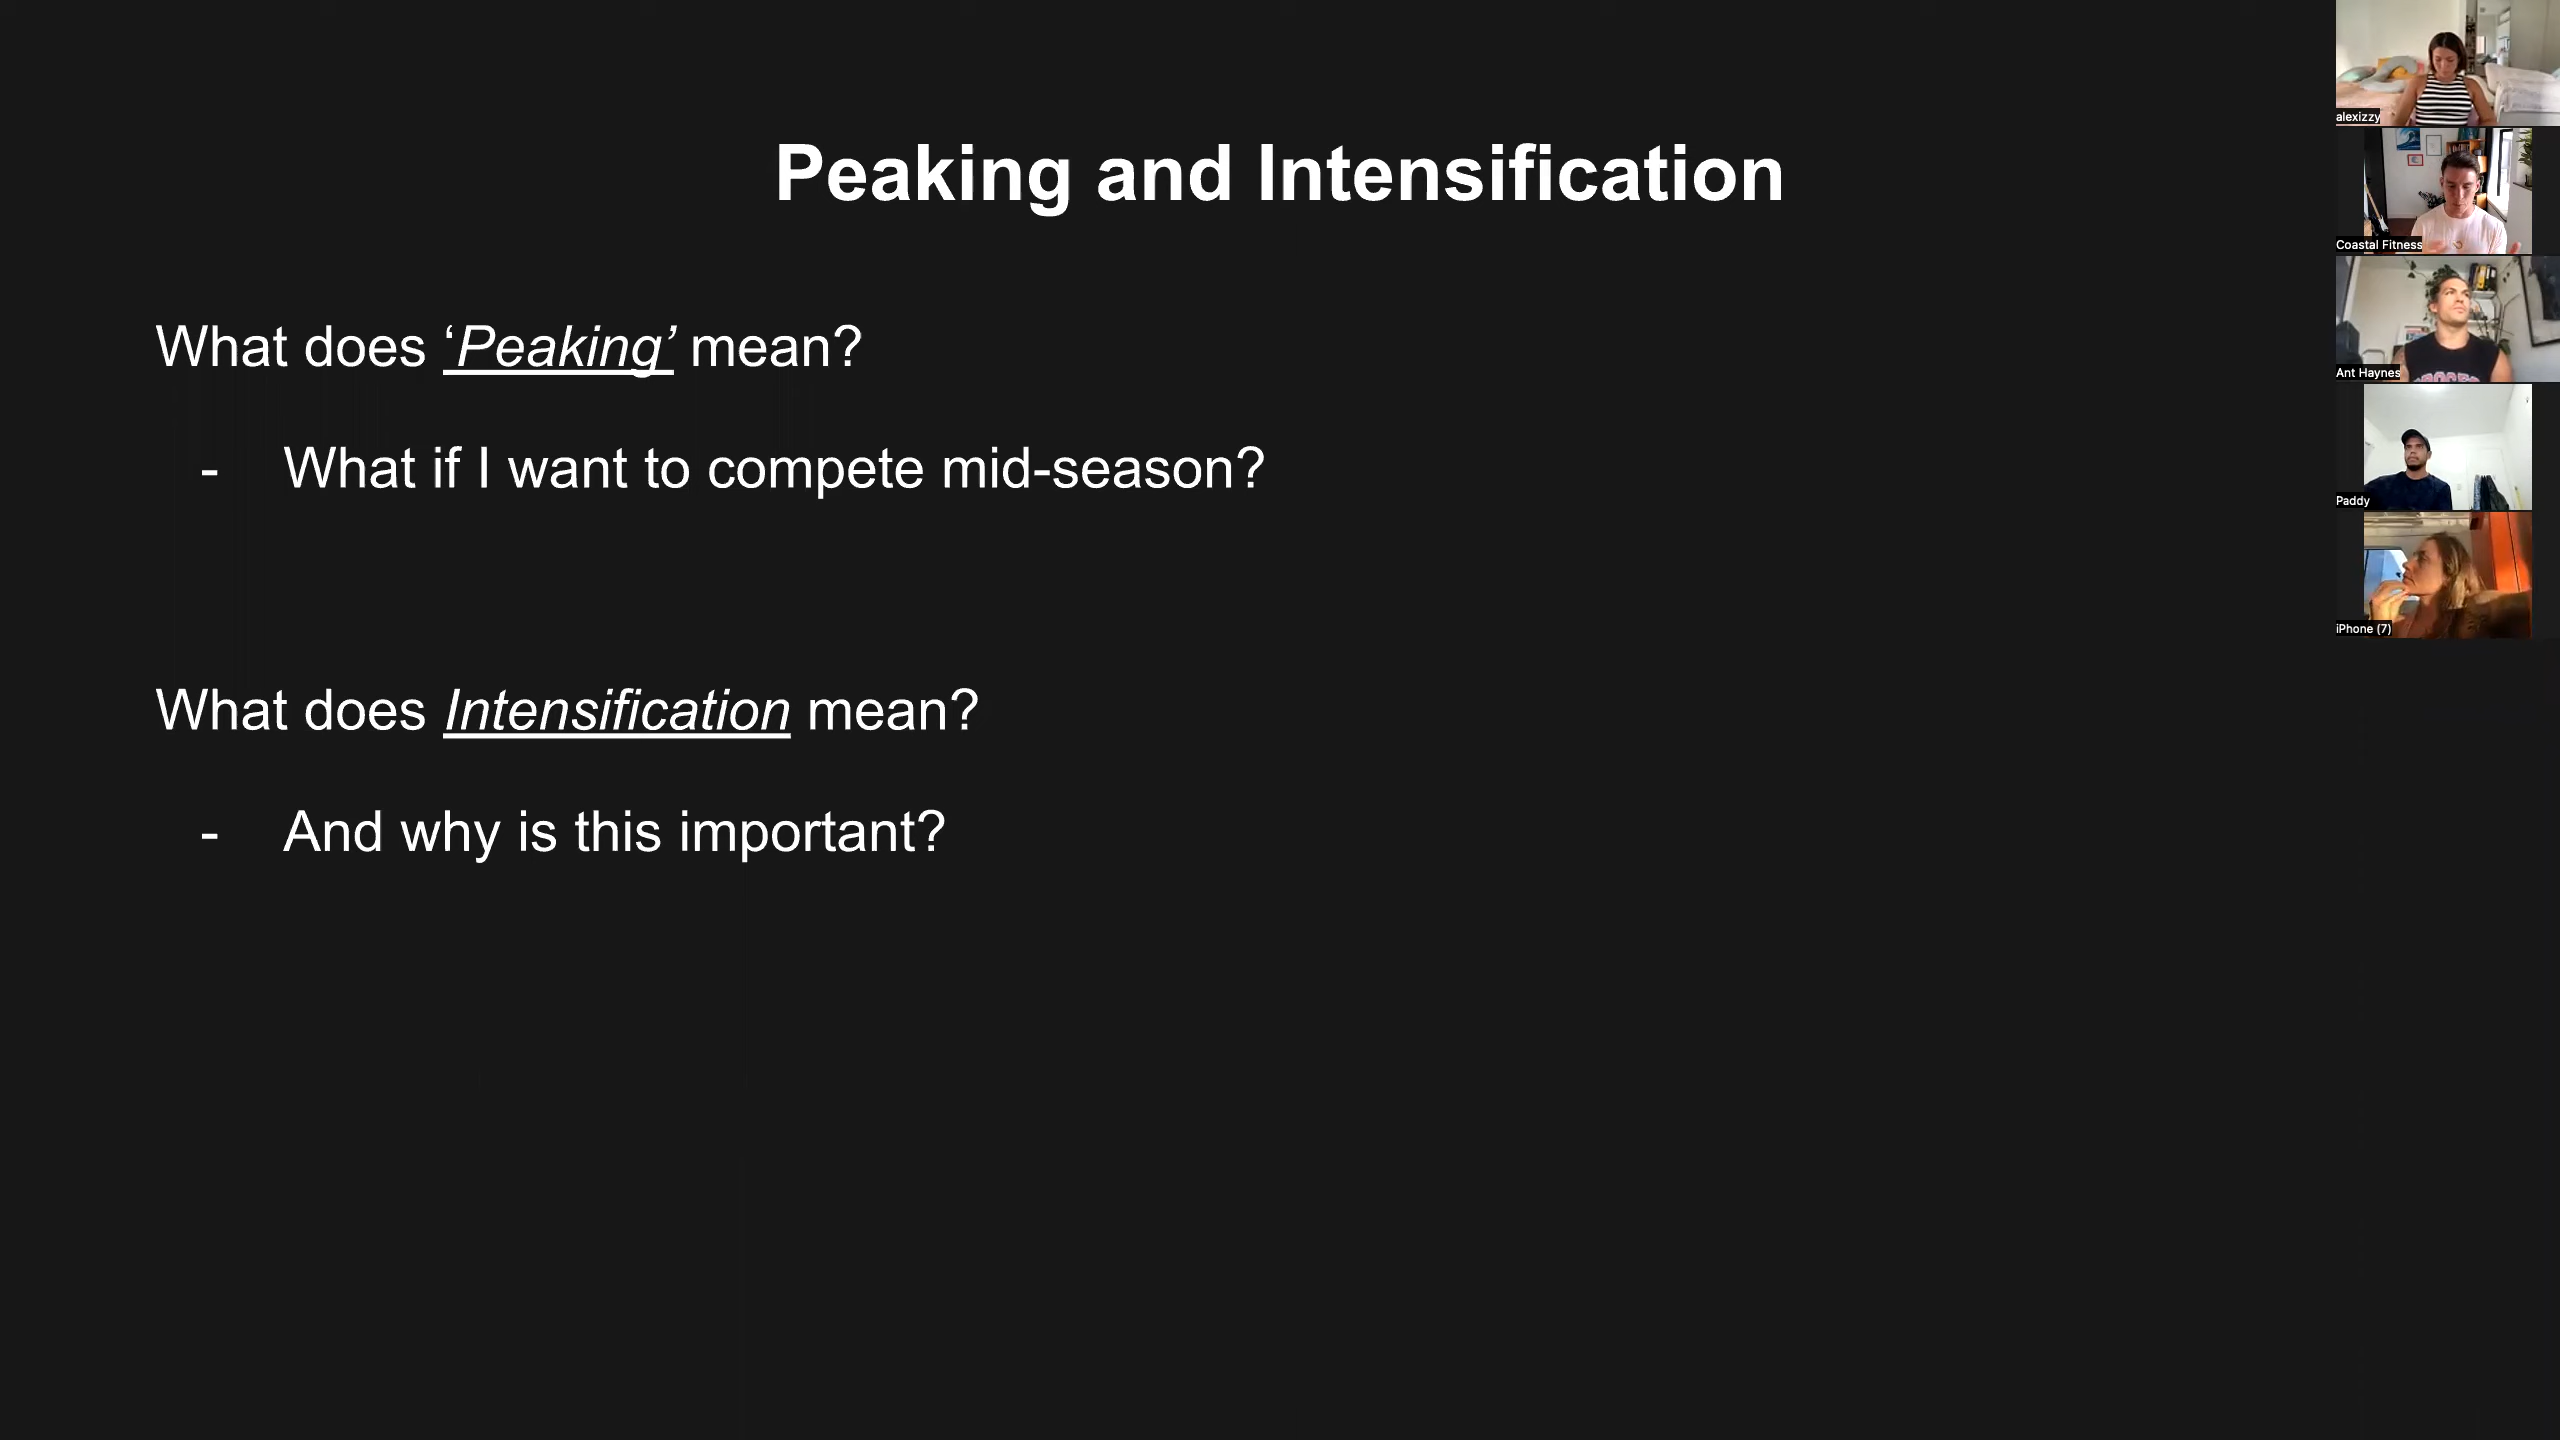 Peaking and Intensification
What does ‘Peaking’ mean?
- What if I want to compete mid-season?
What does Intensification mean?
- And why is this important?
alexizzy
Coastal Fitness
Ant Haynes
Paddy
iPhone (7)